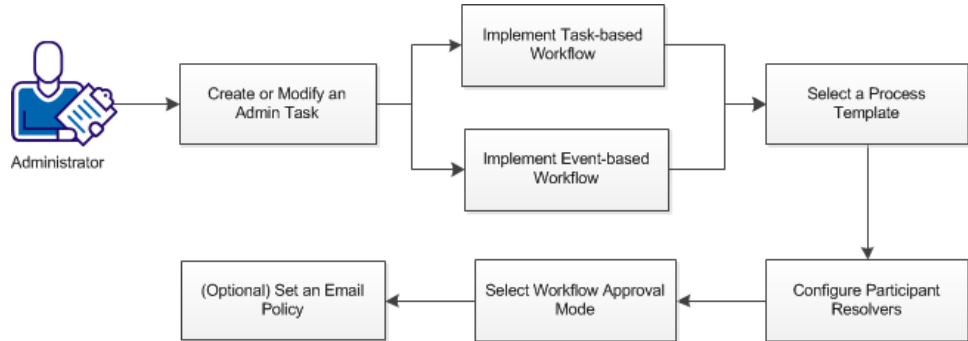 Administrator
Create or Modify an
Admin Task
Implement Task-based
Workflow
Implement Event-based
Workflow
Select a Process
Template
Configure Participant
Resolvers
Select Workflow Approval
Mode
(Optional) Set an Email
Policy